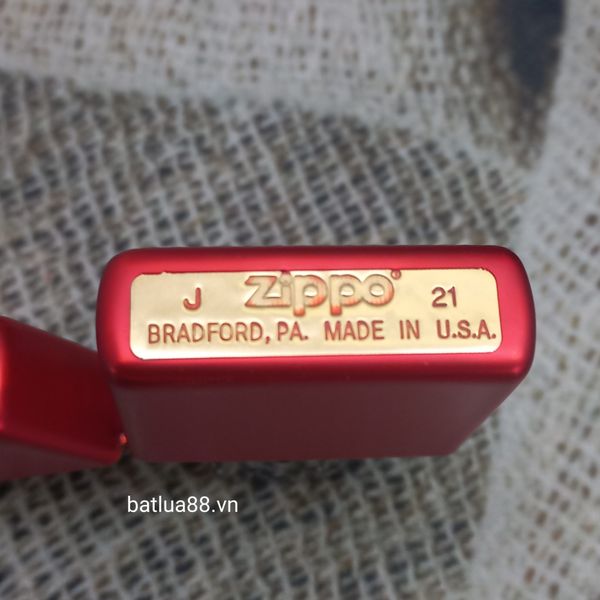 J Zippo® 21
BRADFORD, PA. MADE IN U.S.A.
batlua88.vn